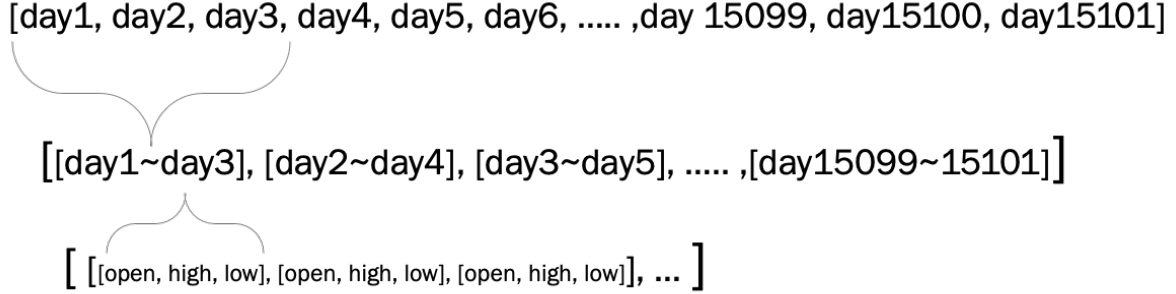 [day1, day2, day3, day4, day5, day6, ..... ,day 15099, day15100, day15101]
[[day1~day3], [day2~day4], [day3~day5], ..... ,[day15099~15101]]
[ [[open, high, low], [open, high, low], [open, high, low]], ... ]